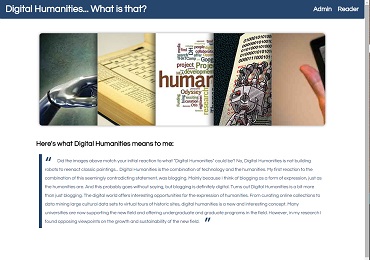 Digital Humanities... What is that?
Admin Reader
human
Here's what Digital Humanities means to me:
" Did the images above match your initial reaction to what "Digital Humanities" could be? No, Digital Humanities is not building
robots to reenact classic paintings... Digital Humanities is the combination of technology and the humanities. My first reaction to the
combination of this seemingly contradicting statement, was blogging. Mainly because I think of blogging as a form of expression, just as
the humanities are. And this probably goes without saying, but blogging is definitely digital. Turns out Digital Humanities is a bit more
than just blogging. The digital world offers interesting opportunities for the expression of humanities. From curating online collections to
data mining large cultural data sets to virtual tours of historic sites, digital humanities is a new and interesting concept. Many
universities are now supporting the new field and offering undergraduate and graduate programs in the field. However, in my research I
found opposing viewpoints on the growth and sustainability of the new field. "